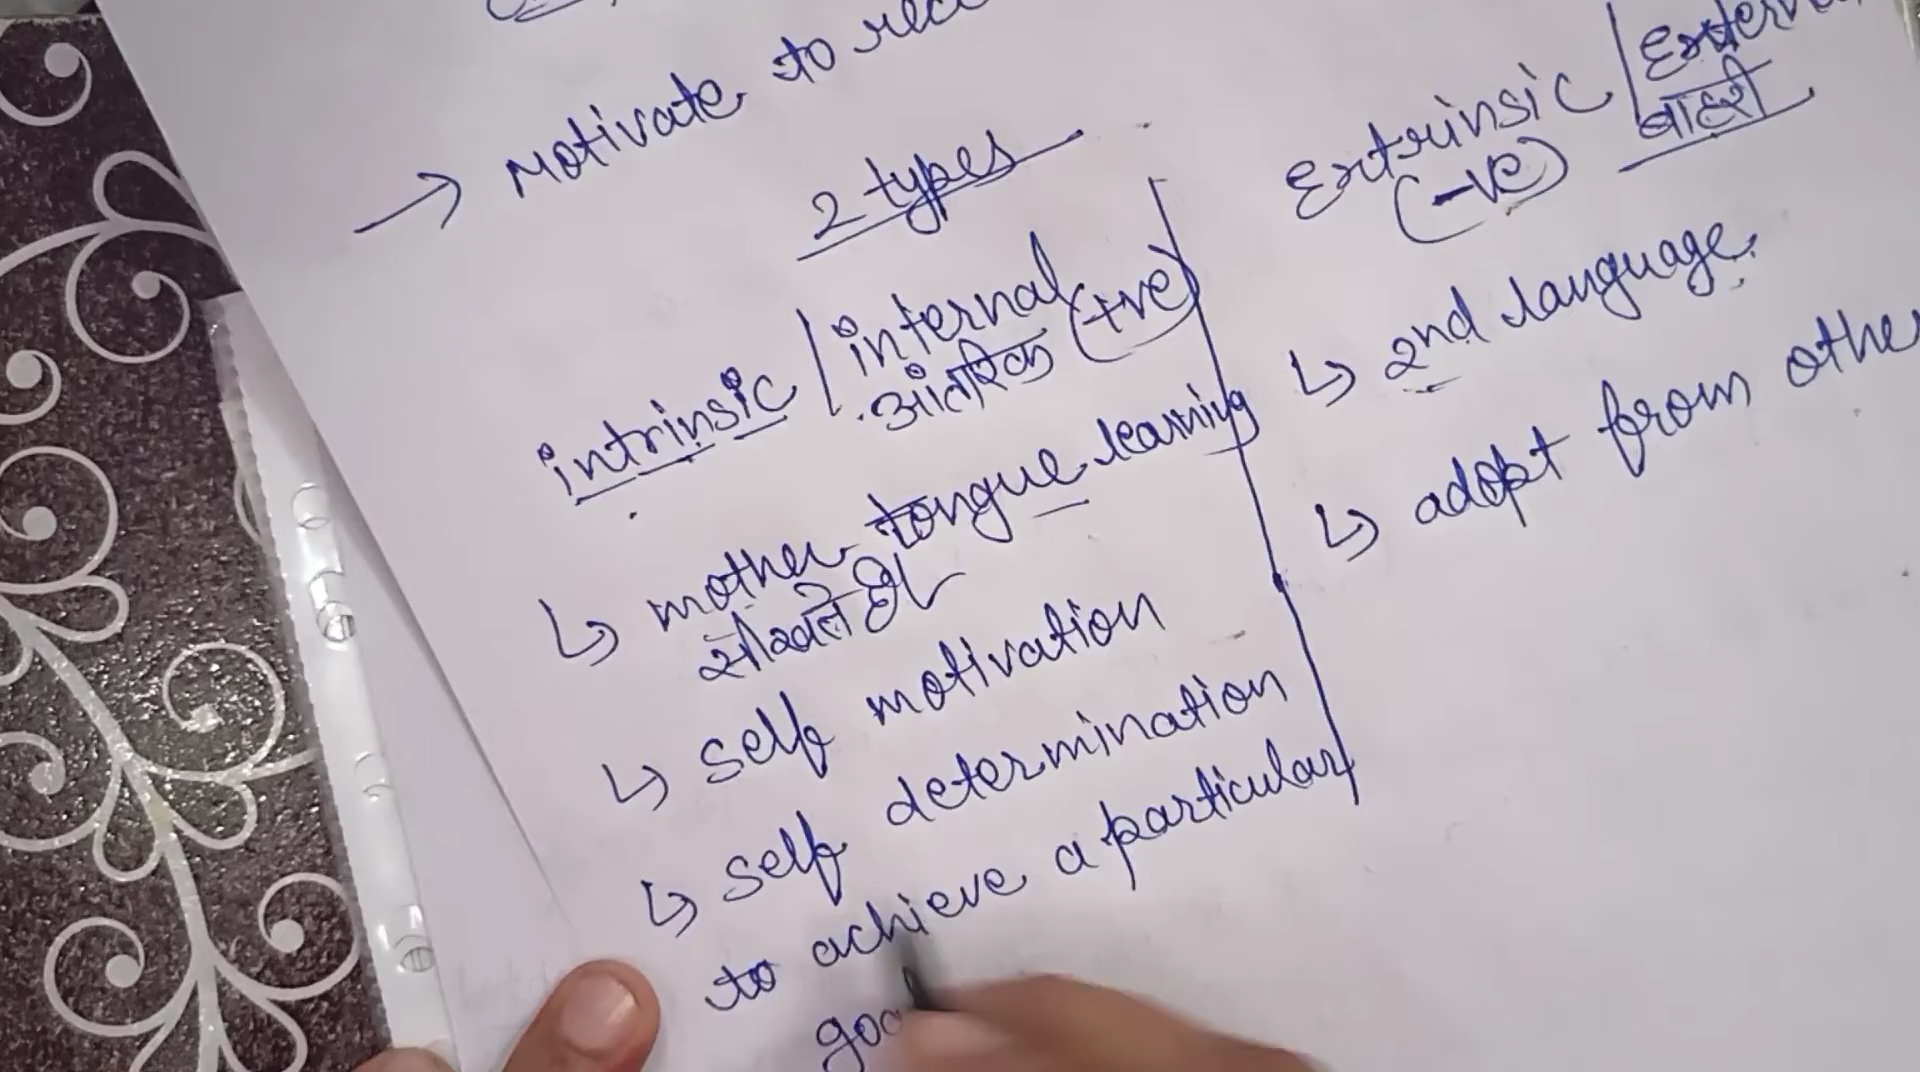 → Motivate to
2 types
intrinsic | internal (+ve)
आंतरिक
↳ mother tongue learning
सीखते है
↳ self motivation
↳ self determination
to achieve a particular
Extrinsic | External
(-ve) बाहरी
↳ 2nd language
↳ adopt from other